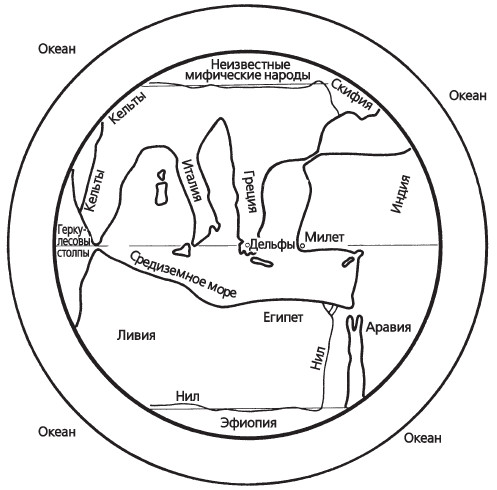 Океан
Океан
Неизвестные
мифические народы
Скифия
Кельты
Кельты
Италия
Греция
Индия
Герку-
лесовы
столпы
Дельфы
Милет
Средиземное море
Египет
Ливия
Аравия
Нил
Нил
Эфиопия
Океан
Океан